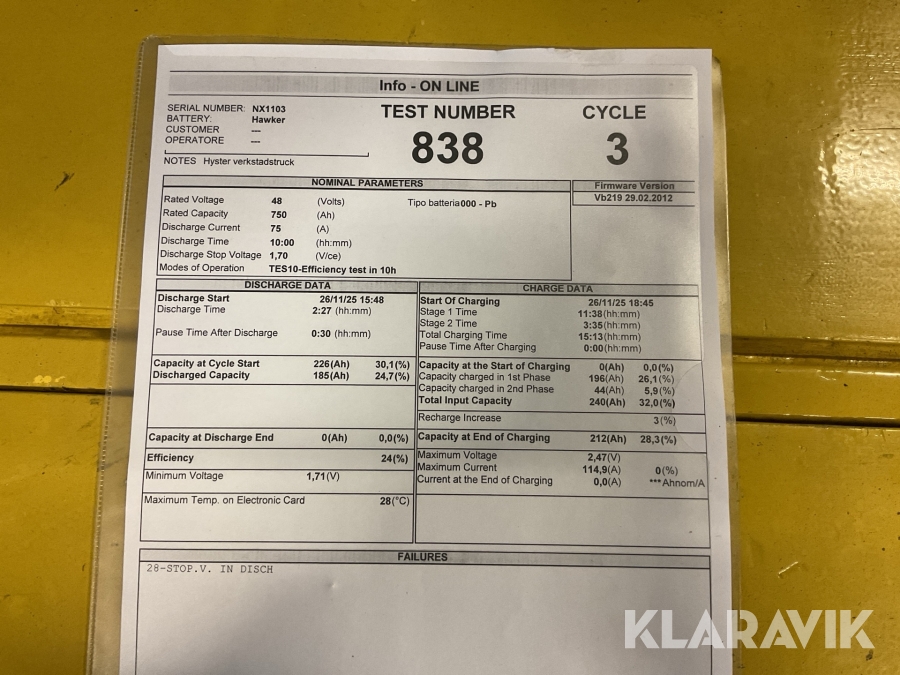 Info - ON LINE
SERIAL NUMBER: NX1103
BATTERY: Hawker
CUSTOMER ---
OPERATORE ---
NOTES Hyster verkstadstruck
TEST NUMBER
838
CYCLE
3
NOMINAL PARAMETERS
Rated Voltage 48 (Volts) Tipo batteria000 - Pb
Rated Capacity 750 (Ah)
Discharge Current 75 (A)
Discharge Time 10:00 (hh:mm)
Discharge Stop Voltage 1,70 (V/ce)
Modes of Operation TES10-Efficiency test in 10h
Firmware Version
Vb219 29.02.2012
DISCHARGE DATA
Discharge Start 26/11/25 15:48
Discharge Time 2:27 (hh:mm)
Pause Time After Discharge 0:30 (hh:mm)
Capacity at Cycle Start 226(Ah) 30,1(%)
Discharged Capacity 185(Ah) 24,7(%)
Capacity at Discharge End 0(Ah) 0,0(%)
Efficiency 24(%)
Minimum Voltage 1,71(V)
Maximum Temp. on Electronic Card 28(°C)
CHARGE DATA
Start Of Charging 26/11/25 18:45
Stage 1 Time 11:38(hh:mm)
Stage 2 Time 3:35(hh:mm)
Total Charging Time 15:13(hh:mm)
Pause Time After Charging 0:00(hh:mm)
Capacity at the Start of Charging 0(Ah) 0,0(%)
Capacity charged in 1st Phase 196(Ah) 26,1(%)
Capacity charged in 2nd Phase 44(Ah) 5,9(%)
Total Input Capacity 240(Ah) 32,0(%)
Recharge Increase 3(%)
Capacity at End of Charging 212(Ah) 28,3(%)
Maximum Voltage 2,47(V)
Maximum Current 114,9(A) 0(%)
Current at the End of Charging 0,0(A) ***Ahnom/A
FAILURES
28-STOP.V. IN DISCH
KLARAVIK